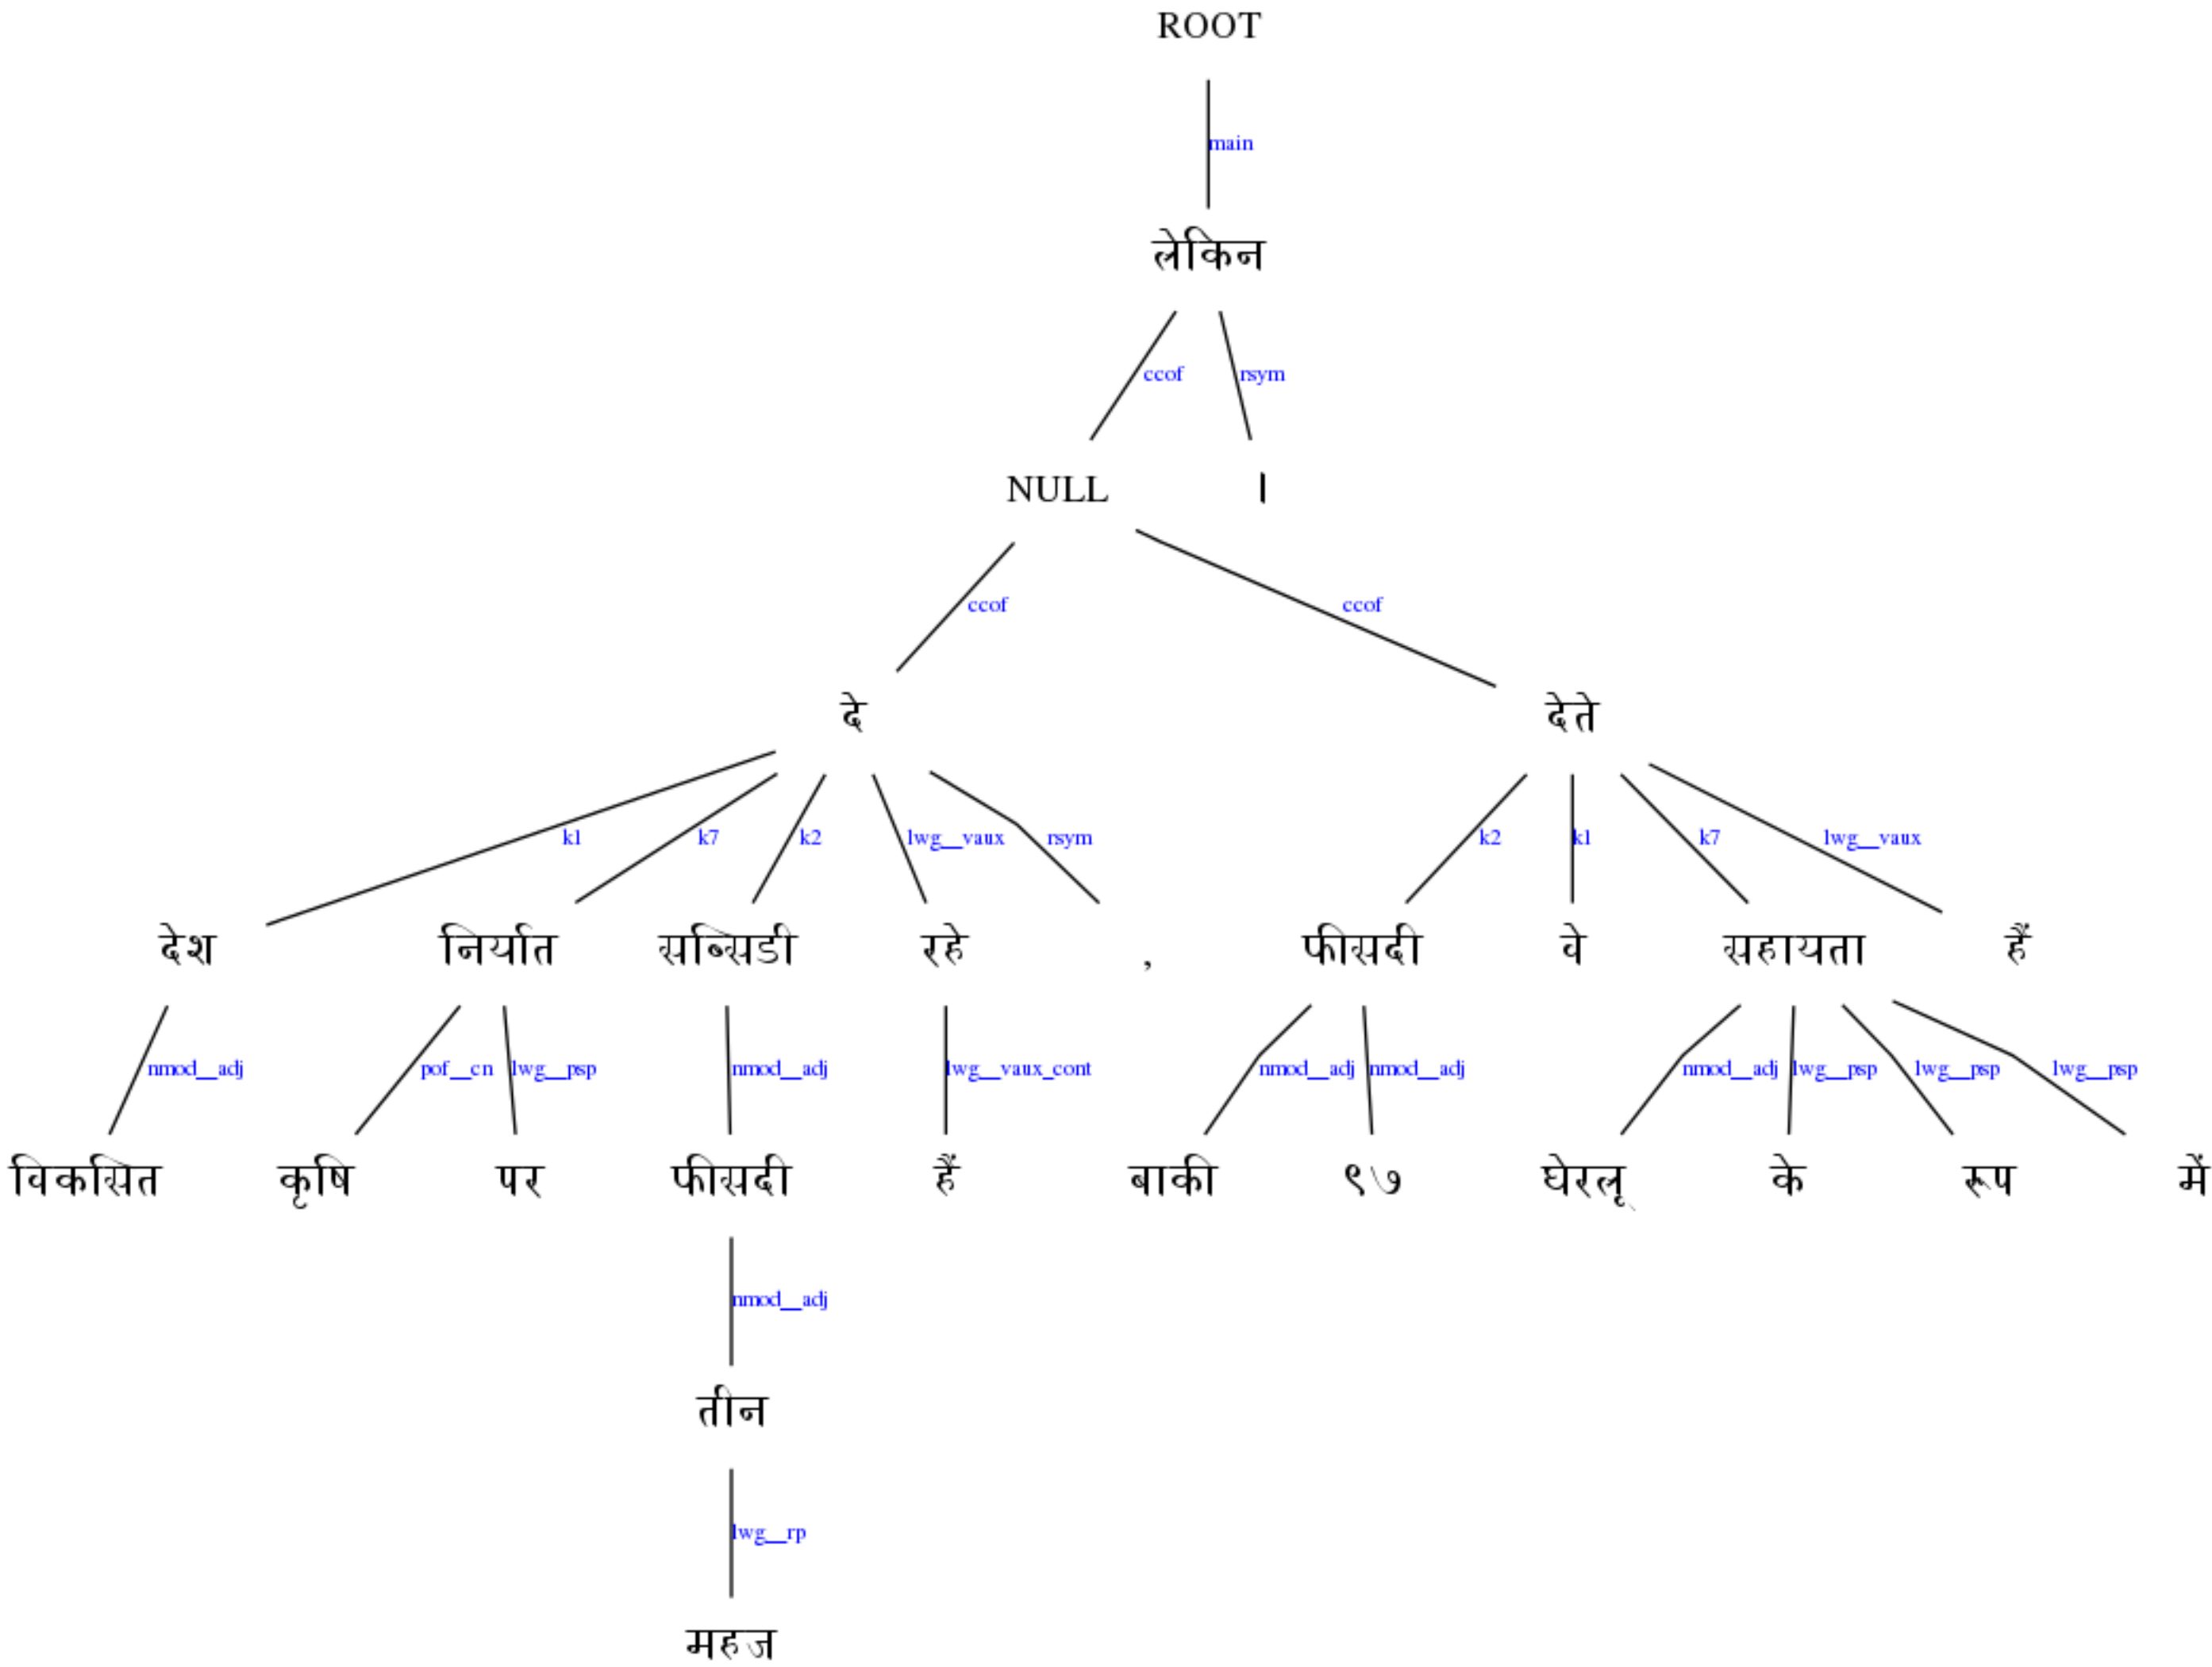 ROOT
main
लेकिन
ccof rsym
NULL ।
ccof ccof
दे देते
k1 k7 k2 lwg__vaux rsym k2 k1 k7 lwg__vaux
देश निर्यात सब्सिडी रहे , फीसदी वे सहायता हैं
nmod__adj pof__cn lwg__psp nmod__adj lwg__vaux_cont nmod__adj nmod__adj nmod__adj lwg__psp lwg__psp lwg__psp
विकसित कृषि पर फीसदी हैं बाकी ९७ घेरलू के रूप में
nmod__adj
तीन
lwg__rp
महज